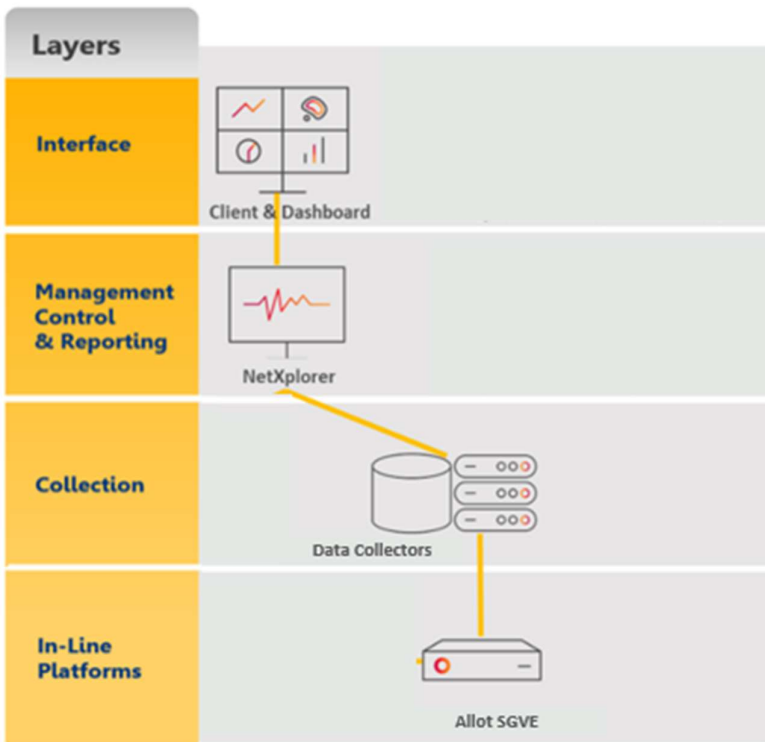 Layers
Interface
Client & Dashboard
Management
Control
& Reporting
NetXplorer
Collection
Data Collectors
In-Line
Platforms
Allot SGVE